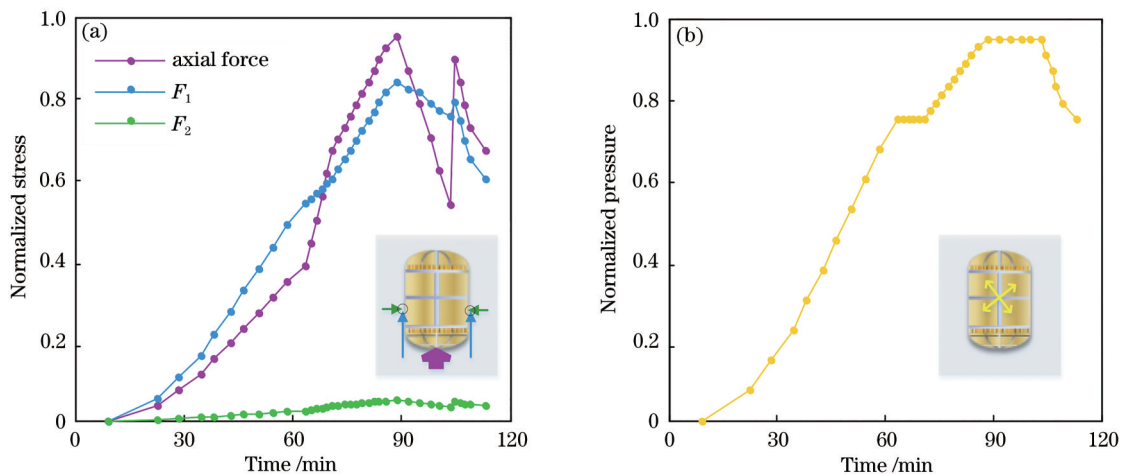 (a)
axial force
F1
F2
Normalized stress
1.0
0.8
0.6
0.4
0.2
0
0 30 60 90 120
Time /min
(b)
Normalized pressure
1.0
0.8
0.6
0.4
0.2
0
0 30 60 90 120
Time /min